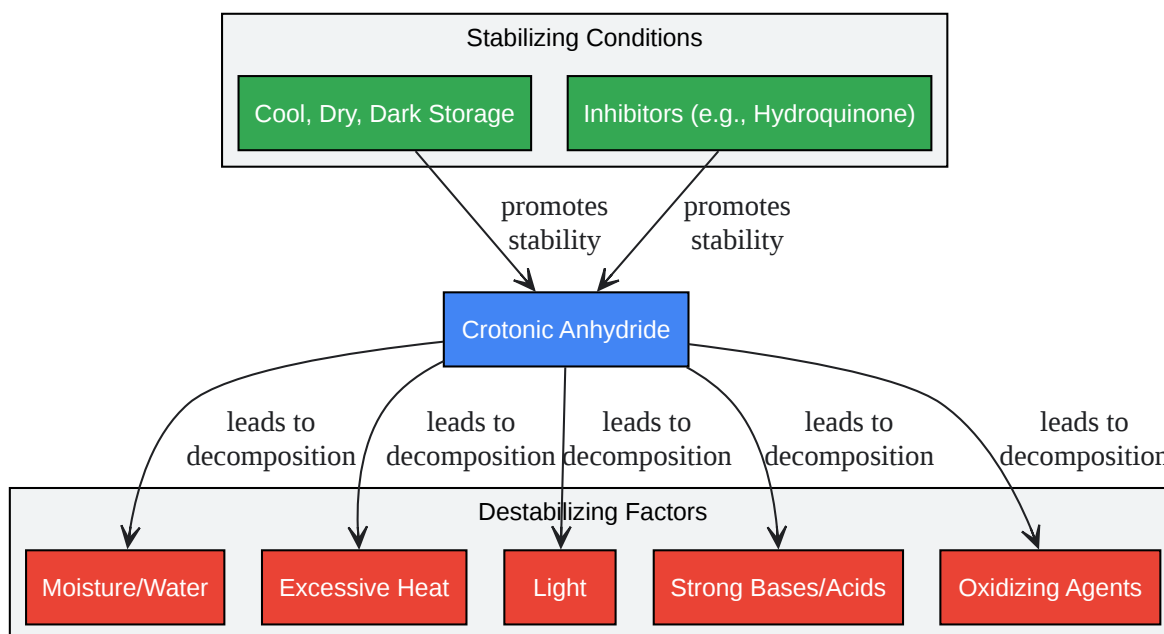 Stabilizing Conditions
Cool, Dry, Dark Storage
Inhibitors (e.g., Hydroquinone)
promotes
stability
promotes
stability
Crotonic Anhydride
leads to
decomposition
leads to
decomposition
leads to
decomposition
leads to
decomposition
leads to
decomposition
Destabilizing Factors
Moisture/Water
Excessive Heat
Light
Strong Bases/Acids
Oxidizing Agents